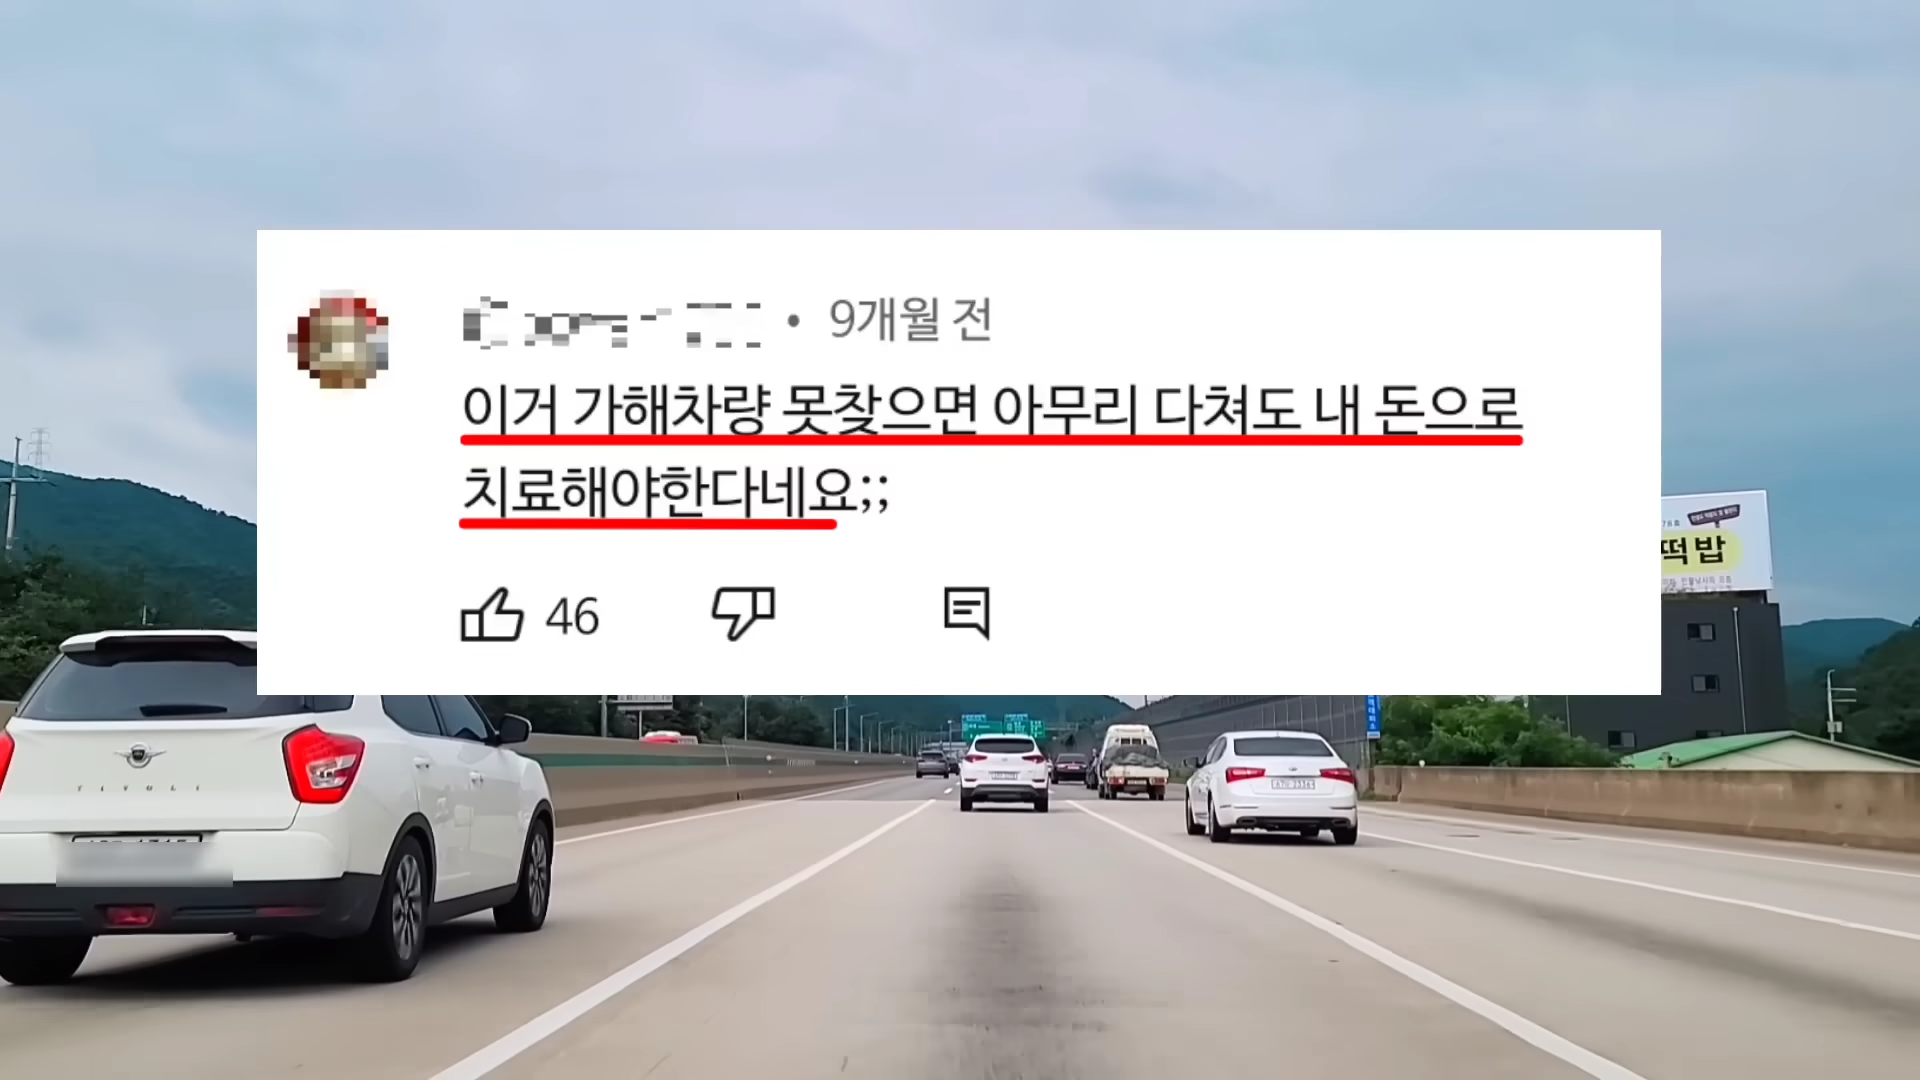 9개월 전
이거 가해차량 못찾으면 아무리 다쳐도 내 돈으로
치료해야한다네요;;
46
떡밥
TIVOLI